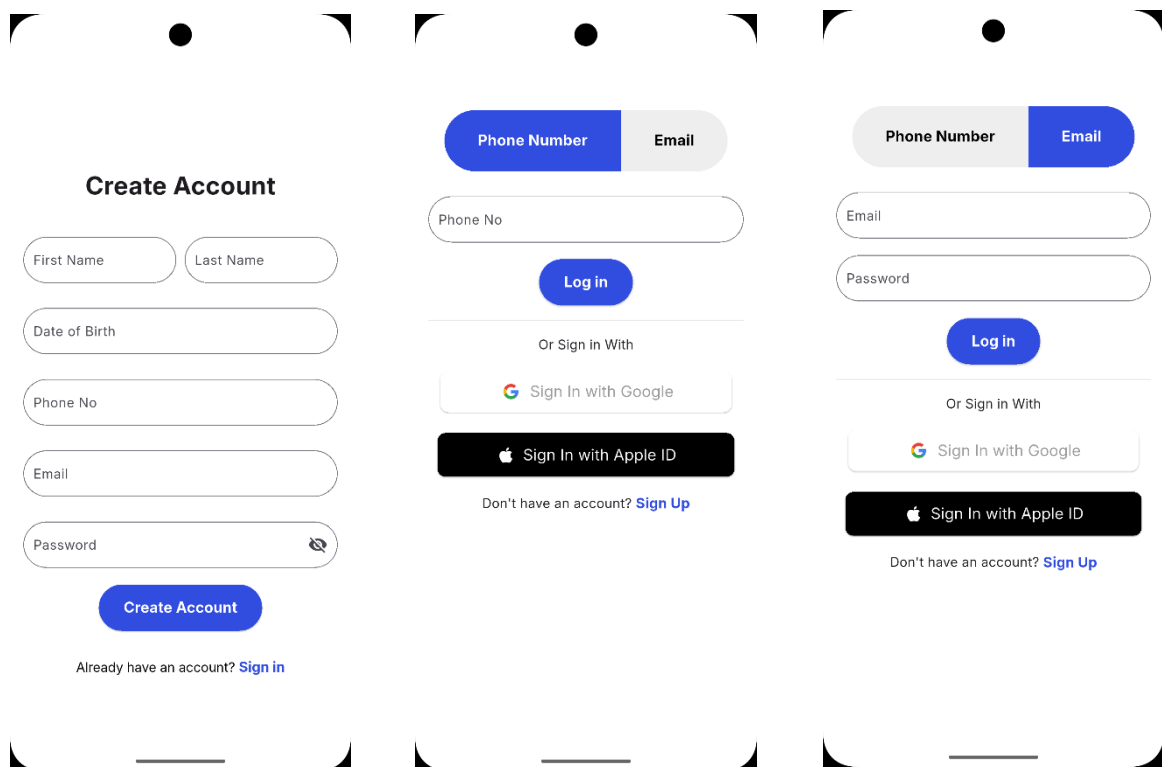 Create Account
First Name Last Name
Date of Birth
Phone No
Email
Password
Create Account
Already have an account? Sign in
Phone Number Email
Phone No
Log in
Or Sign in With
Sign In with Google
Sign In with Apple ID
Don't have an account? Sign Up
Phone Number Email
Email
Password
Log in
Or Sign in With
Sign In with Google
Sign In with Apple ID
Don't have an account? Sign Up